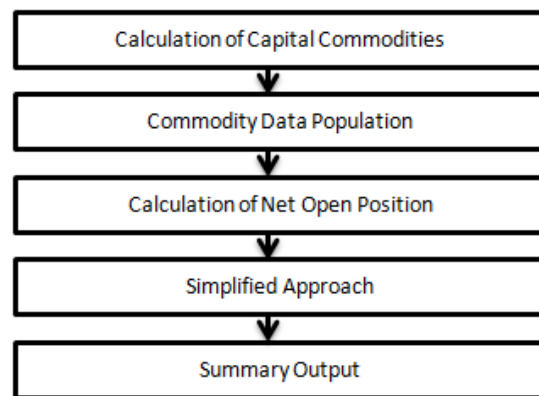 Calculation of Capital Commodities
Commodity Data Population
Calculation of Net Open Position
Simplified Approach
Summary Output